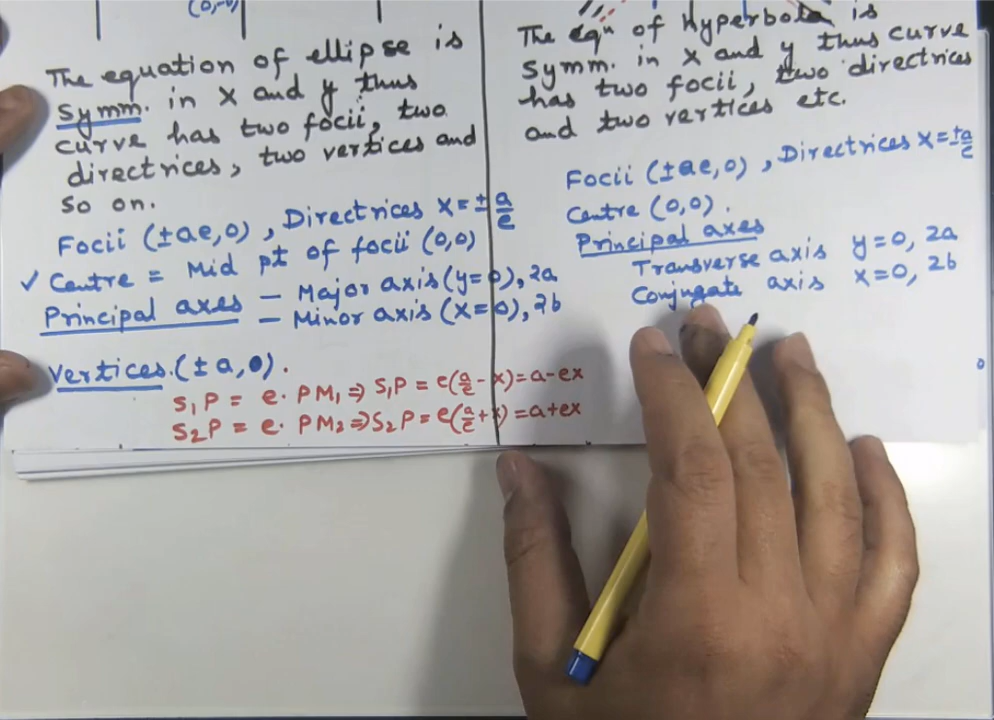 The equation of ellipse is
symm. in x and y thus
curve has two focii, two
directrices, two vertices and
so on.
Focii (±ae,0), Directrices x=±a/e
✓ Centre = Mid pt of focii (0,0)
Principal axes – Major axis (y=0), 2a
– Minor axis (x=0), 2b
Vertices.(±a,0).
S₁P = e. PM₁ ⇒ S₁P = e(a/e - x) = a-ex
S₂P = e. PM₂ ⇒ S₂P = e(a/e + x) = a+ex
The eqn of Hyperbola is
symm. in x and y thus curve
has two focii, two directrices
and two vertices etc.
Focii (±ae,0), Directrices x=±a/e
Centre (0,0).
Principal axes
Transverse axis y=0, 2a
Conjugate axis x=0, 2b